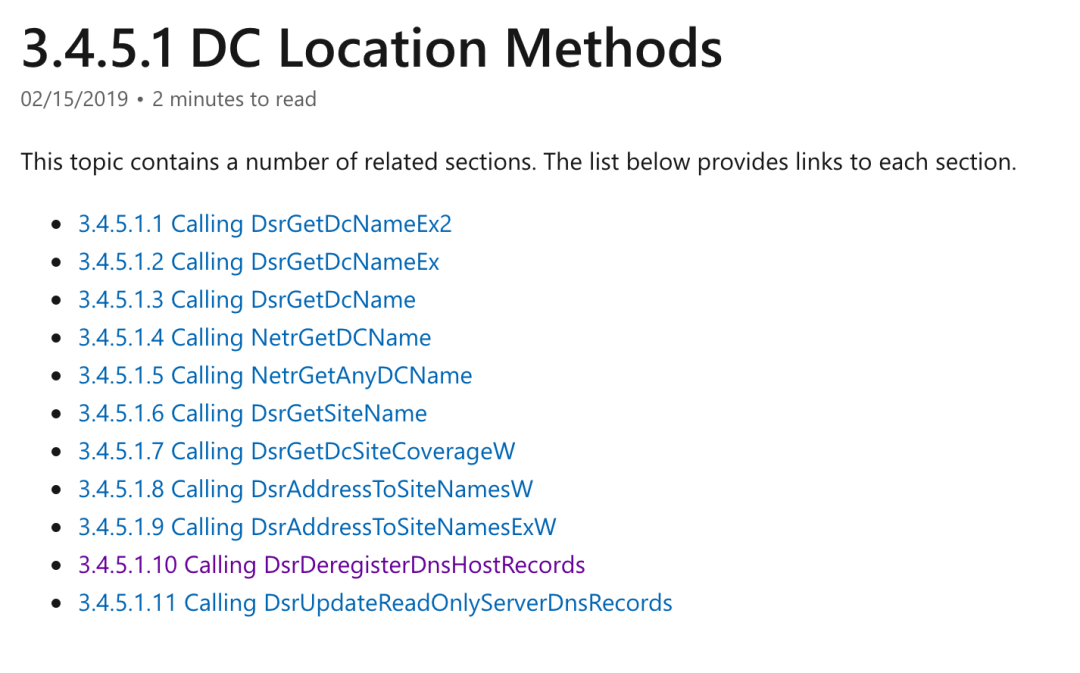 3.4.5.1 DC Location Methods
02/15/2019 • 2 minutes to read
This topic contains a number of related sections. The list below provides links to each section.
• 3.4.5.1.1 Calling DsrGetDcNameEx2
• 3.4.5.1.2 Calling DsrGetDcNameEx
• 3.4.5.1.3 Calling DsrGetDcName
• 3.4.5.1.4 Calling NetrGetDCName
• 3.4.5.1.5 Calling NetrGetAnyDCName
• 3.4.5.1.6 Calling DsrGetSiteName
• 3.4.5.1.7 Calling DsrGetDcSiteCoverageW
• 3.4.5.1.8 Calling DsrAddressToSiteNamesW
• 3.4.5.1.9 Calling DsrAddressToSiteNamesExW
• 3.4.5.1.10 Calling DsrDeregisterDnsHostRecords
• 3.4.5.1.11 Calling DsrUpdateReadOnlyServerDnsRecords